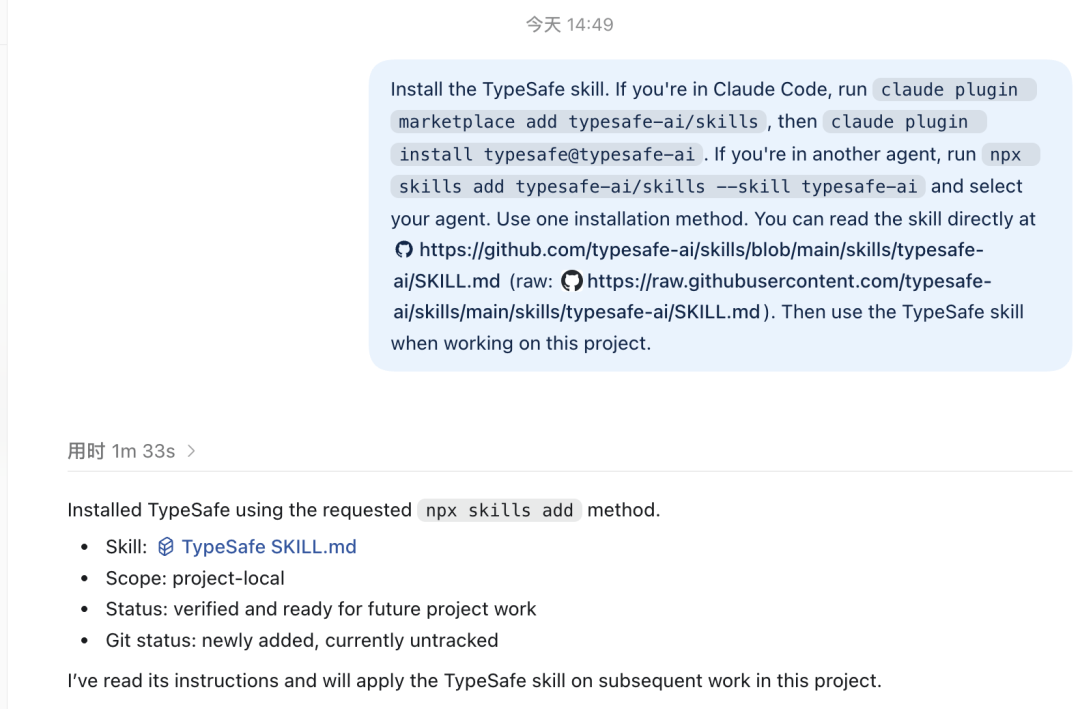 今天 14:49
Install the TypeSafe skill. If you're in Claude Code, run claude plugin
marketplace add typesafe-ai/skills, then claude plugin
install typesafe@typesafe-ai. If you're in another agent, run npx
skills add typesafe-ai/skills --skill typesafe-ai and select
your agent. Use one installation method. You can read the skill directly at
https://github.com/typesafe-ai/skills/blob/main/skills/typesafe-
ai/SKILL.md (raw: https://raw.githubusercontent.com/typesafe-
ai/skills/main/skills/typesafe-ai/SKILL.md). Then use the TypeSafe skill
when working on this project.
用时 1m 33s
Installed TypeSafe using the requested npx skills add method.
• Skill: TypeSafe SKILL.md
• Scope: project-local
• Status: verified and ready for future project work
• Git status: newly added, currently untracked
I’ve read its instructions and will apply the TypeSafe skill on subsequent work in this project.